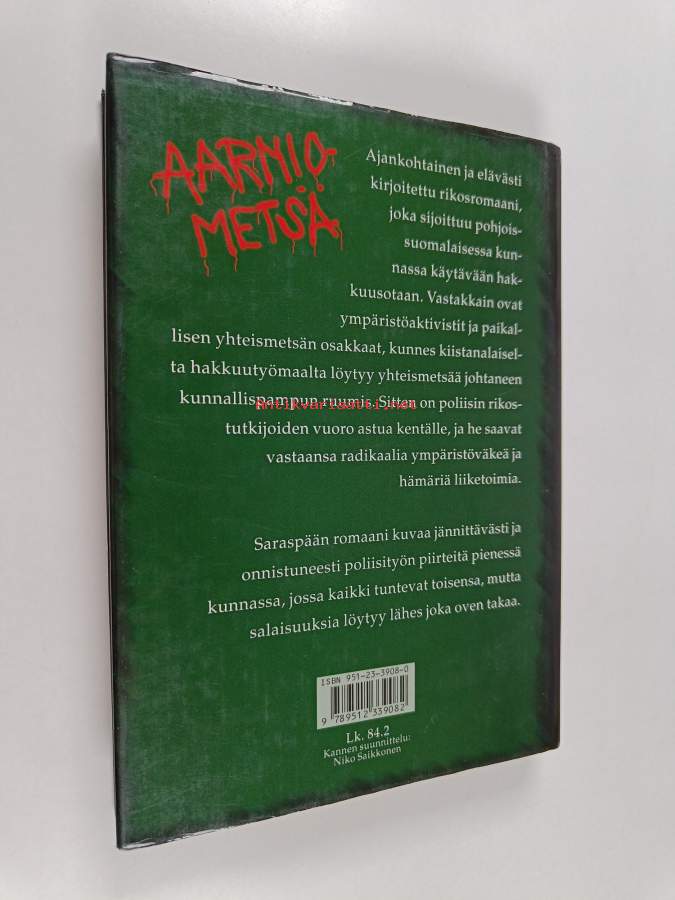 AARNIO
METSÄ
Ajankohtainen ja elävästi
kirjoitettu rikosromaani,
joka sijoittuu pohjois-
suomalaisessa kun-
nassa käytävään hak-
kuusotaan. Vastakkain ovat
ympäristöaktivistit ja paikal-
lisen yhteismetsän osakkaat, kunnes kiistanalaisel-
ta hakkuutyömaalta löytyy yhteismetsää johtaneen
kunnallispampun ruumis. Sitten on poliisin rikos-
Antikvariaatti.net
tutkijoiden vuoro astua kentälle, ja he saavat
vastaansa radikaalia ympäristöväkeä ja
hämäriä liiketoimia.
Saraspään romaani kuvaa jännittävästi ja
onnistuneesti poliisityön piirteitä pienessä
kunnassa, jossa kaikki tuntevat toisensa, mutta
salaisuuksia löytyy lähes joka oven takaa.
ISBN 951-23-3908-0
9 789512 339082
Lk. 84.2
Kannen suunnittelu:
Niko Saikkonen